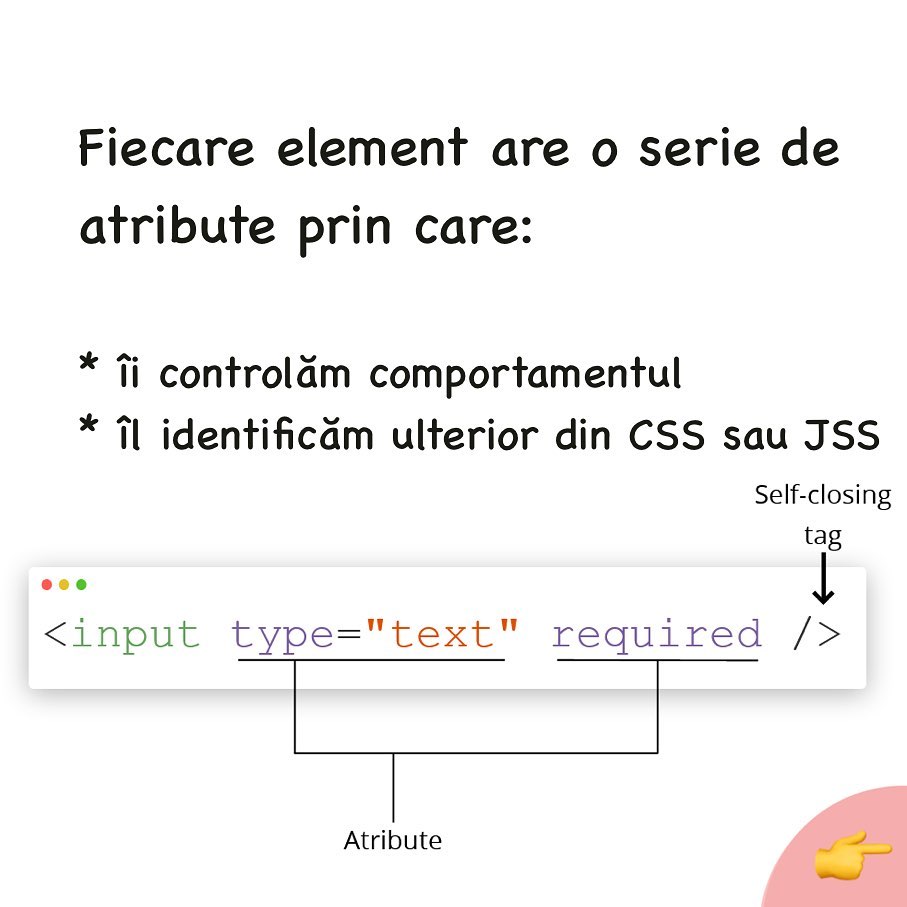 Fiecare element are o serie de
atribute prin care:
* îi controlăm comportamentul
* îl identificăm ulterior din CSS sau JSS
Self-closing
tag
<input type="text" required />
Atribute